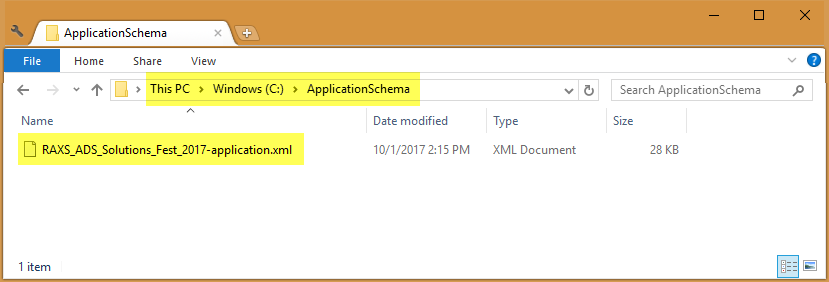 ApplicationSchema
File Home Share View
This PC Windows (C:) ApplicationSchema Search ApplicationSchema
Name Date modified Type Size
RAXS_ADS_Solutions_Fest_2017-application.xml 10/1/2017 2:15 PM XML Document 28 KB
1 item